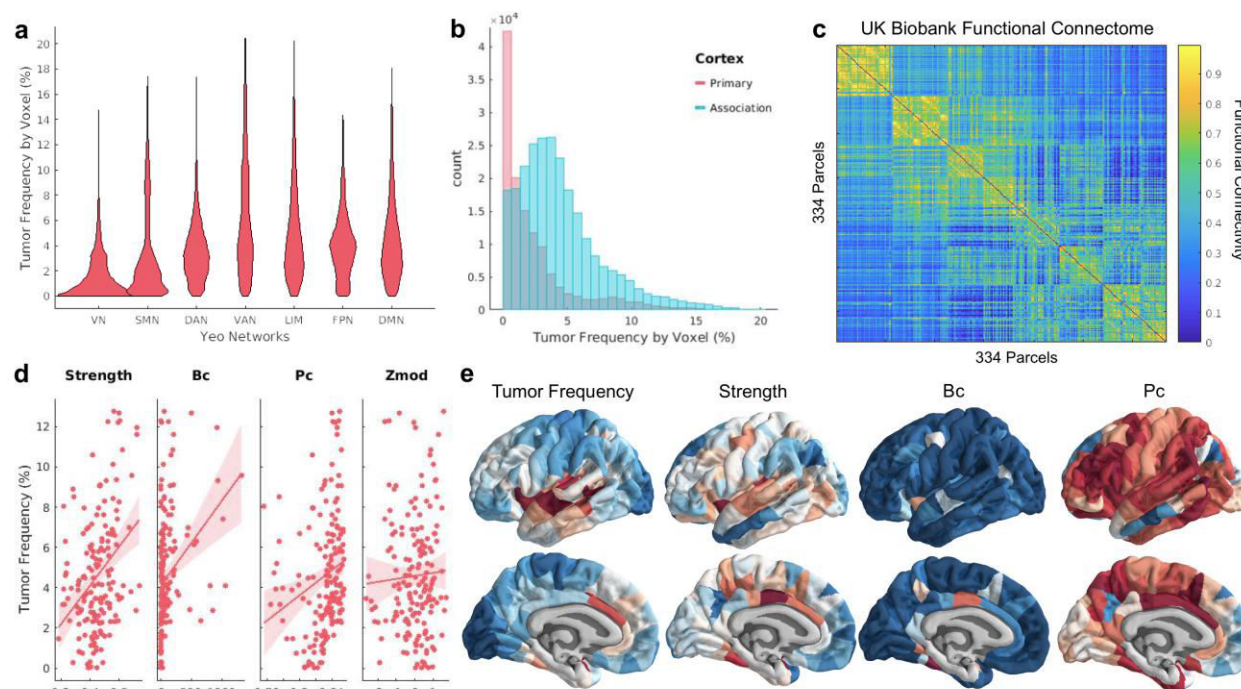 a
Tumor Frequency by Voxel (%)
20
18
16
14
12
10
8
6
4
2
0
VN SMN DAN VAN LIM FPN DMN
Yeo Networks
b
×10⁴
4
3.5
3
2.5
2
1.5
1
0.5
0
count
Cortex
Primary
Association
0 5 10 15 20
Tumor Frequency by Voxel (%)
c
UK Biobank Functional Connectome
334 Parcels
334 Parcels
0.9
0.8
0.7
0.6
0.5
0.4
0.3
0.2
0.1
0
Functional Connectivity
d
Strength Bc Pc Zmod
Tumor Frequency (%)
12
10
8
6
4
2
0
e
Tumor Frequency Strength Bc Pc